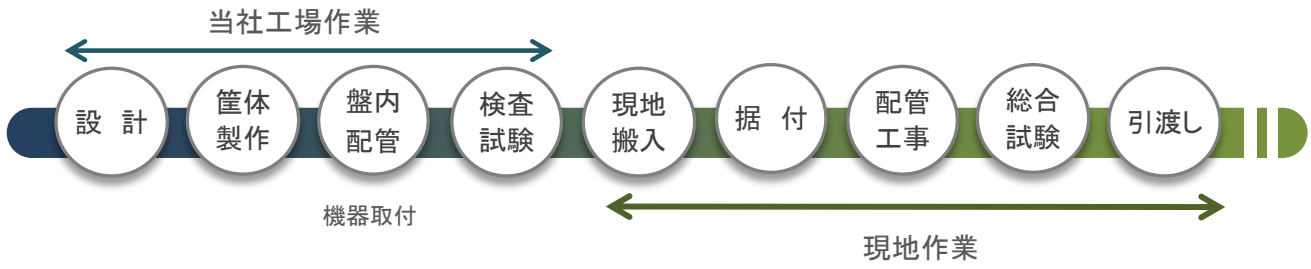 当社工場作業
設 計
筐体
製作
盤内
配管
検査
試験
現地
搬入
据 付
配管
工事
総合
試験
引渡し
機器取付
現地作業